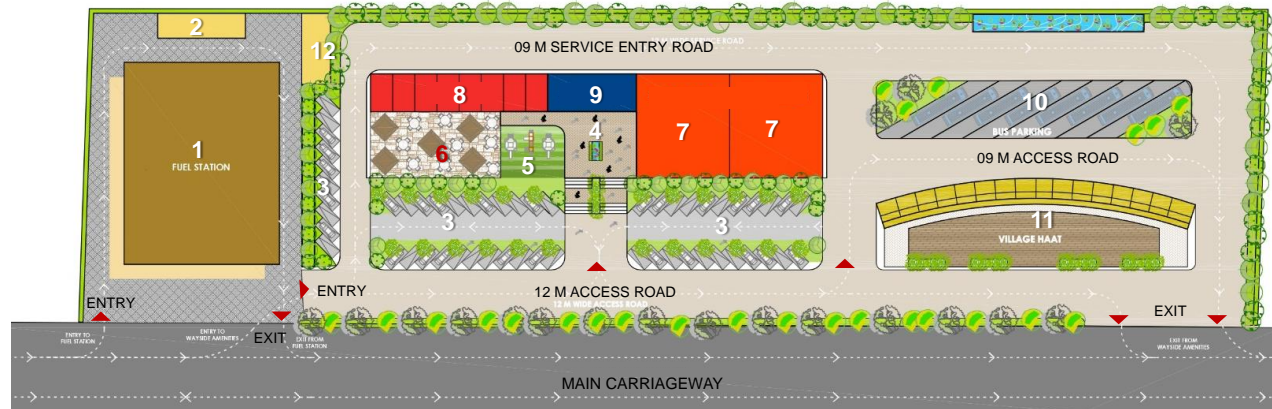 2
12
09 M SERVICE ENTRY ROAD
8
9
10
BUS PARKING
4
7
7
1
FUEL STATION
6
5
09 M ACCESS ROAD
3
3
3
11
VILLAGE HAAT
ENTRY
12 M ACCESS ROAD
12 M WIDE ACCESS ROAD
ENTRY
EXIT
EXIT
ENTRY TO
FUEL STATION
ENTRY TO
WAYSIDE AMENITIES
EXIT FROM
FUEL STATION
EXIT FROM
WAYSIDE AMENITIES
MAIN CARRIAGEWAY